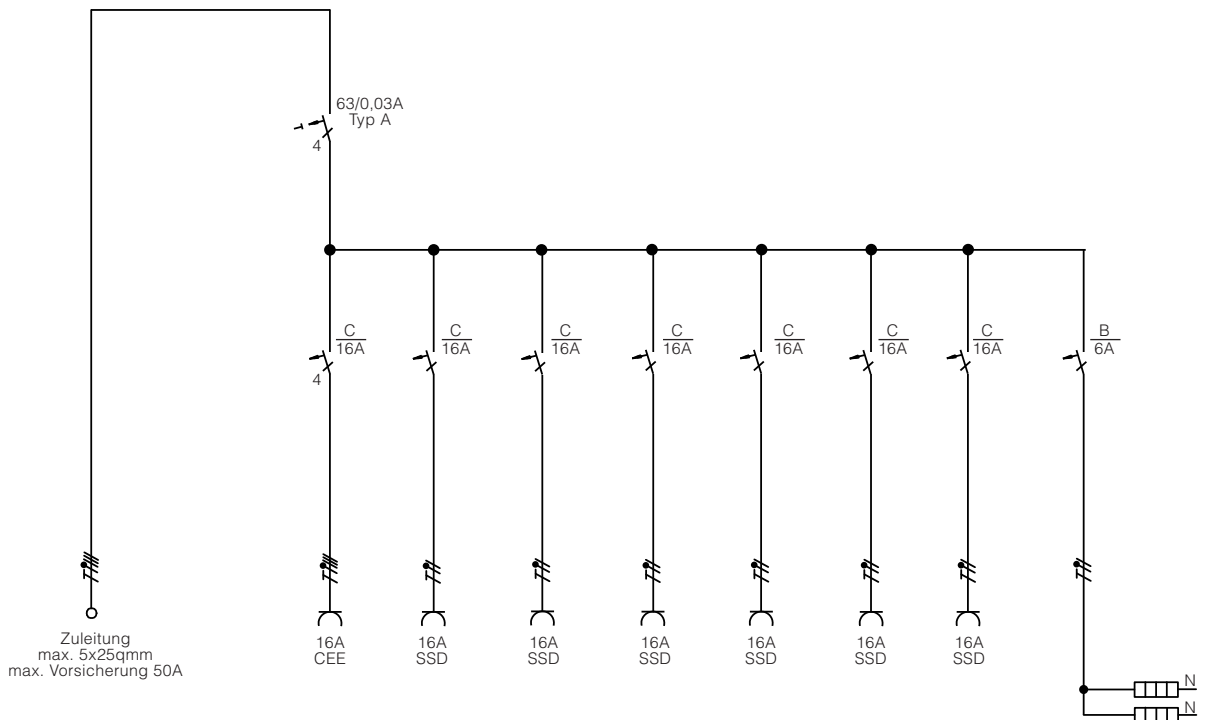 63/0,03A
Typ A
4
C
16A
C
16A
C
16A
C
16A
C
16A
C
16A
C
16A
B
6A
4
Zuleitung
max. 5x25qmm
max. Vorsicherung 50A
16A
CEE
16A
SSD
16A
SSD
16A
SSD
16A
SSD
16A
SSD
16A
SSD
N
N